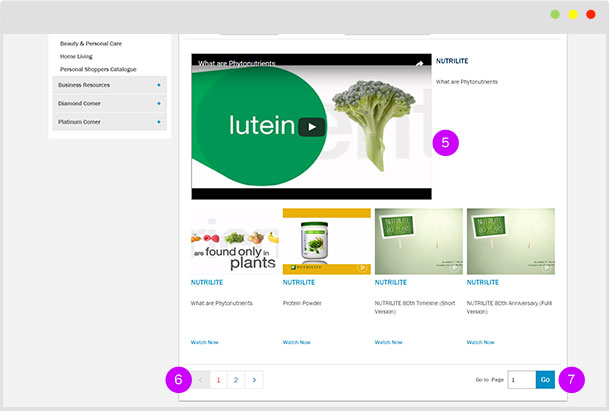 Beauty & Personal Care
Home Living
Personal Shoppers Catalogue
Business Resources +
Diamond Corner +
Platinum Corner +
What are Phytonutrients
lutein
NUTRILITE
What are Phytonutrients
5
are found only in
plants
NUTRILITE
NUTRILITE
What are Phytonutrients
Watch Now
NUTRILITE
Protein Powder
Watch Now
NUTRILITE
NUTRILITE 80th Timeline (Short
Version)
Watch Now
NUTRILITE
NUTRILITE 80th Anniversary (Full
Version)
Watch Now
6
‹ 1 2 ›
Go to Page 1 Go
7